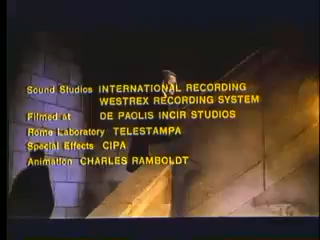 Sound Studios INTERNATIONAL RECORDING
WESTREX RECORDING SYSTEM
Filmed at DE PAOLIS INCIR STUDIOS
Rome Laboratory TELESTAMPA
Special Effects CIPA
Animation CHARLES RAMBOLDT